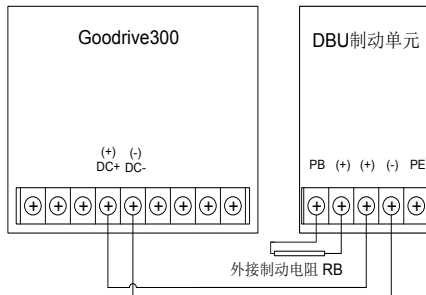 Goodrive300
(+) (-)
DC+ DC-
DBU制动单元
PB (+) (+) (-) PE
外接制动电阻 RB